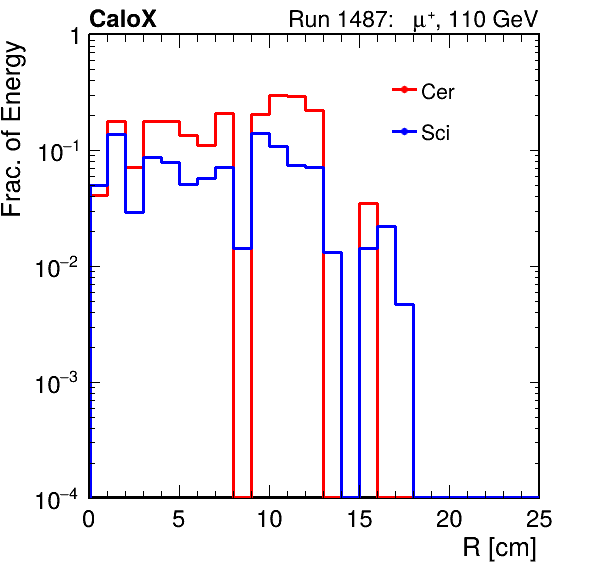 CaloX Run 1487: μ⁺, 110 GeV
Frac. of Energy
1
10⁻¹
10⁻²
10⁻³
10⁻⁴
Cer
Sci
0 5 10 15 20 25
R [cm]